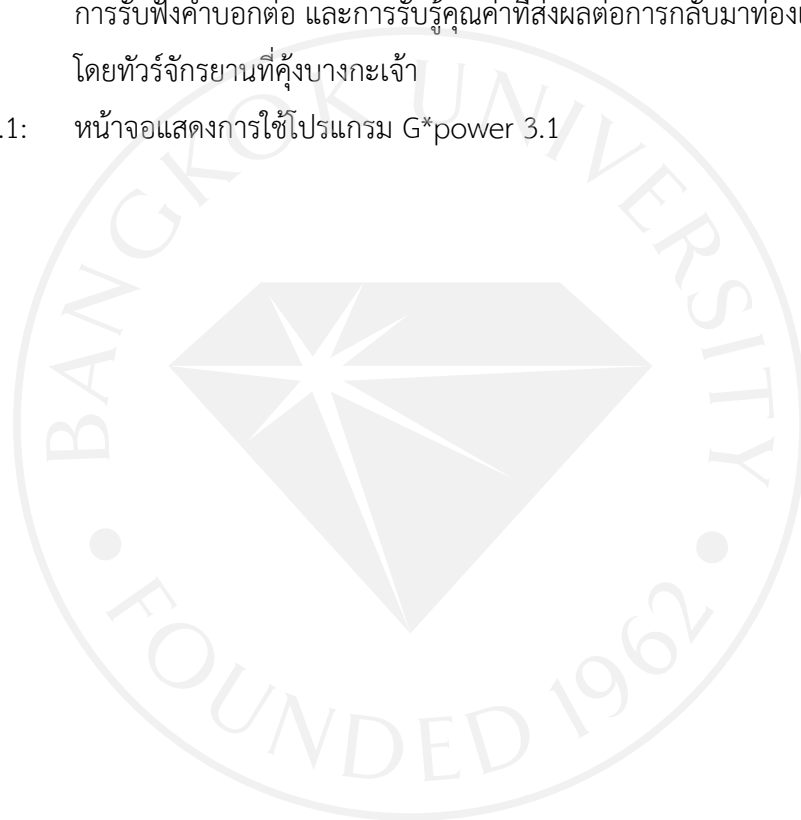 การรับฟังคำบอกต่อ และการรับรู้คุณค่าที่ส่งผลต่อการกลับมาท่อง
โดยทัวร์จักรยานที่คุ้งบางกะเจ้า
.1: หน้าจอแสดงการใช้โปรแกรม G*power 3.1
BANGKOK UNIVERSITY
• FOUNDED 1962 •